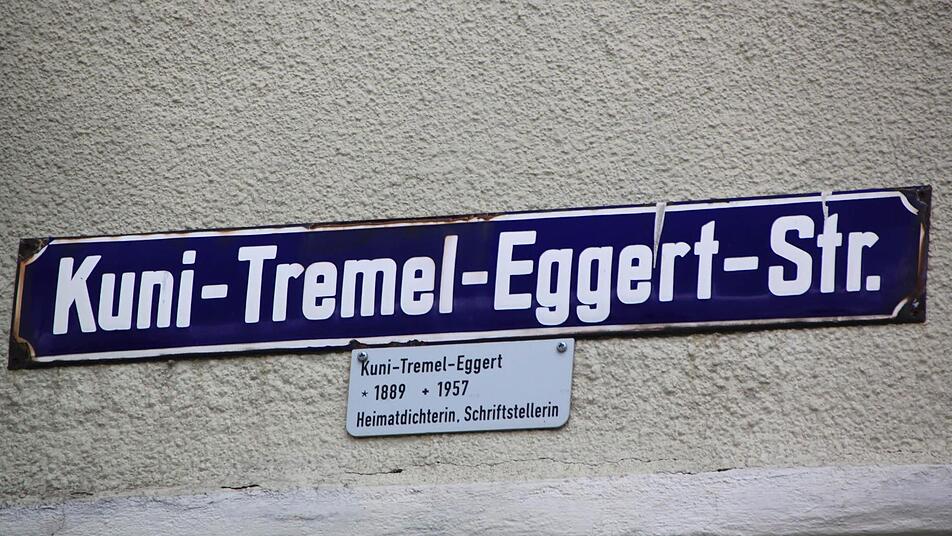 Kuni-Tremel-Eggert-Str.
Kuni-Tremel-Eggert
* 1889 + 1957
Heimatdichterin, Schriftstellerin